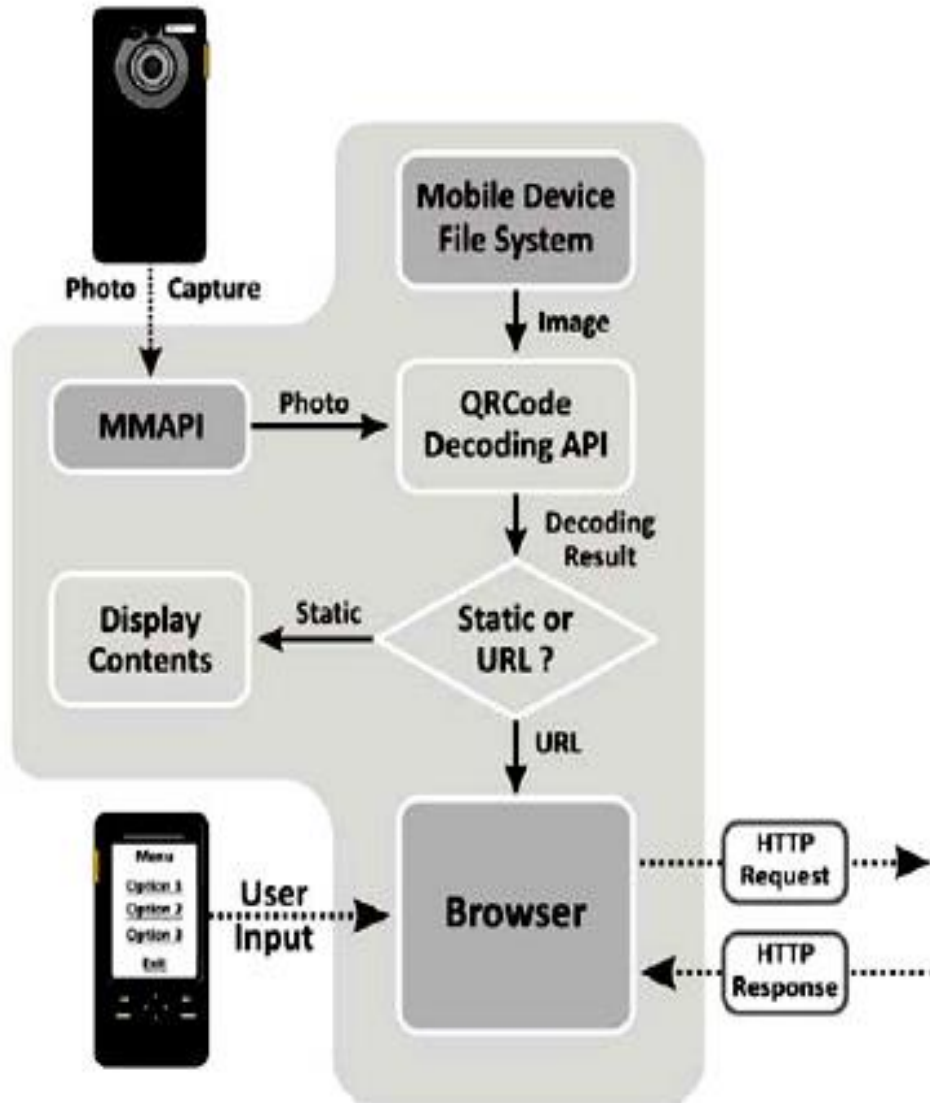 Mobile Device
File System
Photo Capture
Image
MMAPI
Photo
QRCode
Decoding API
Decoding
Result
Display
Contents
Static
Static or
URL ?
URL
Menu
Option 1
Option 2
Option 3
Exit
User
Input
Browser
HTTP
Request
HTTP
Response